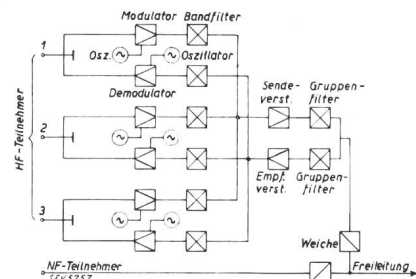 Modulator Bandfilter
1
Osz. Oszillator
Demodulator
HF-Teilnehmer
2
Sende-
verst.
Gruppen-
filter
Empf.
verst.
Gruppen-
filter
3
Weiche
NF-Teilnehmer
Freileitung